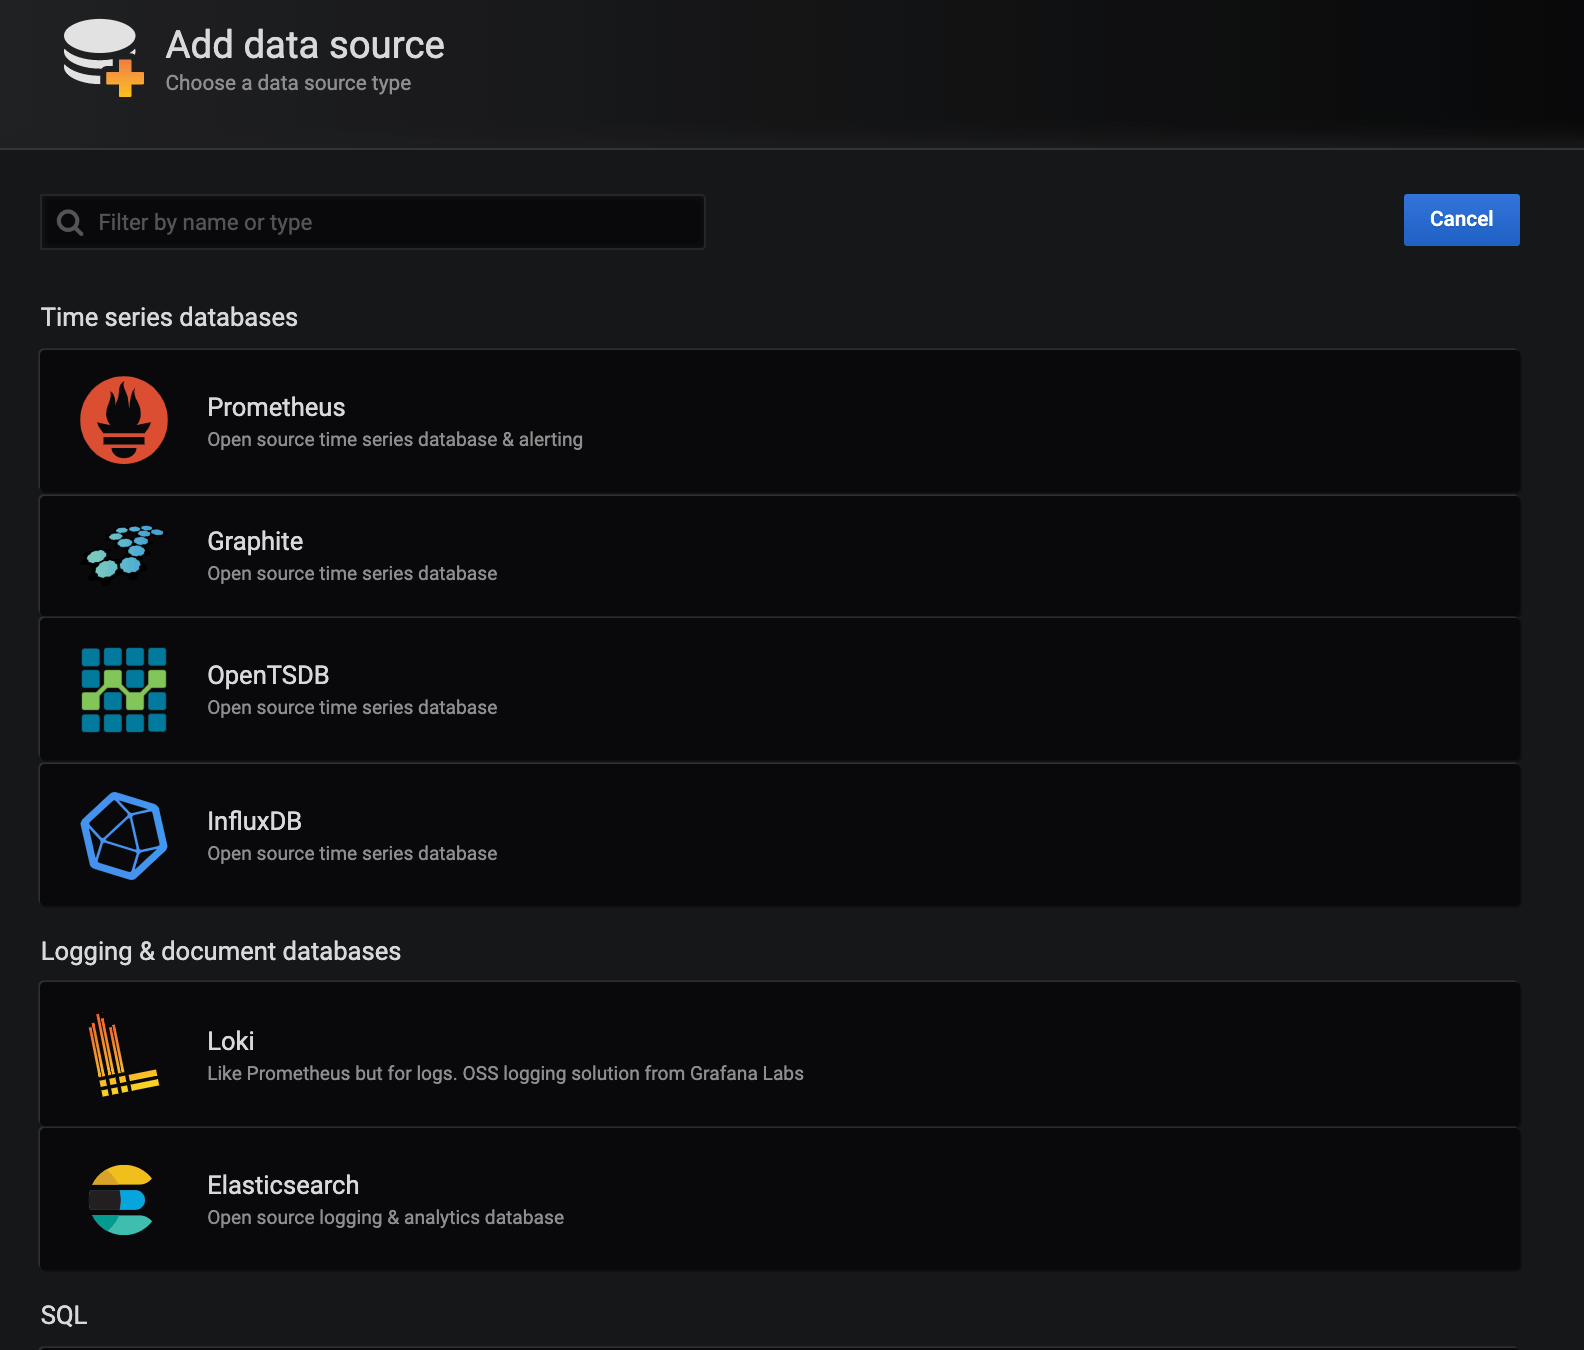 Add data source
Choose a data source type
Filter by name or type
Cancel
Time series databases
Prometheus
Open source time series database & alerting
Graphite
Open source time series database
OpenTSDB
Open source time series database
InfluxDB
Open source time series database
Logging & document databases
Loki
Like Prometheus but for logs. OSS logging solution from Grafana Labs
Elasticsearch
Open source logging & analytics database
SQL